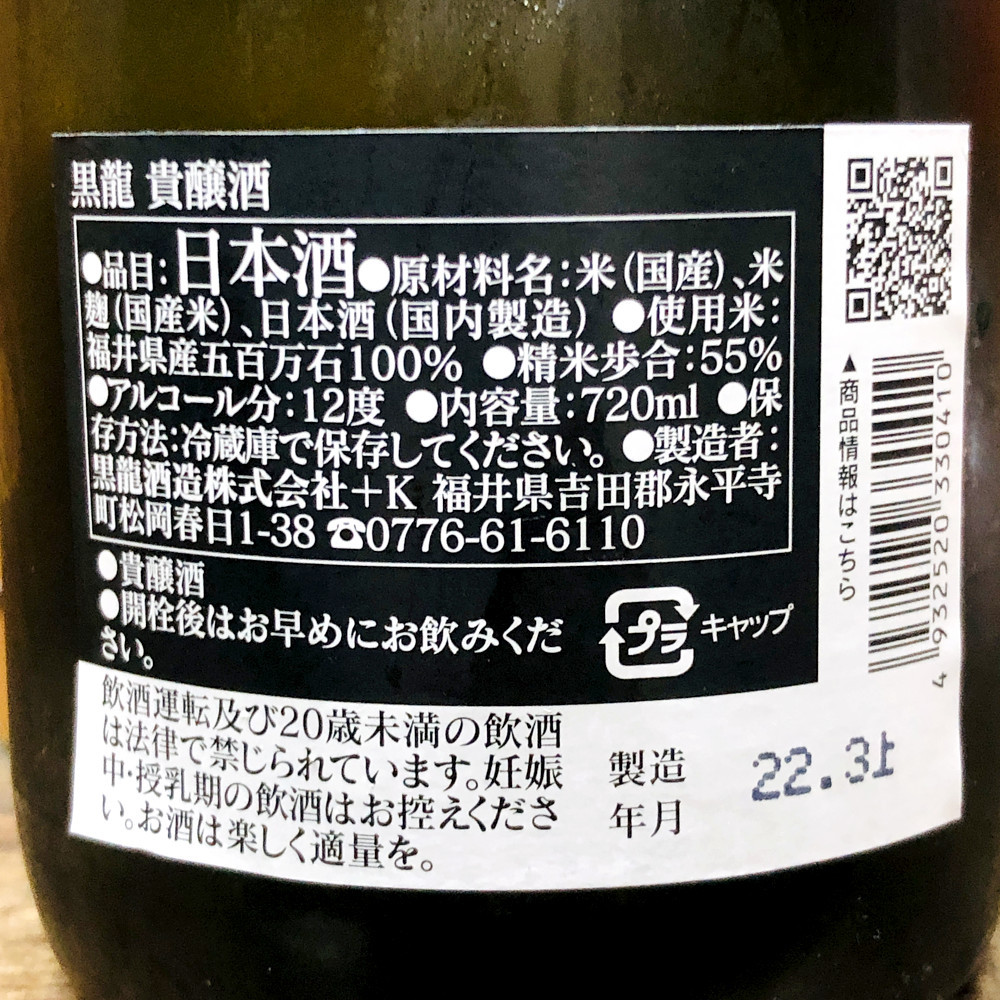 黒龍 貴醸酒
●品目：日本酒●原材料名：米（国産）、米
麹（国産米）、日本酒（国内製造） ●使用米：
福井県産五百万石100% ●精米歩合：55%
●アルコール分：12度 ●内容量：720ml ●保
存方法：冷蔵庫で保存してください。 ●製造者：
黒龍酒造株式会社＋K 福井県吉田郡永平寺
町松岡春日1-38 ☎0776-61-6110
●貴醸酒
●開栓後はお早めにお飲みくだ
さい。
プラ キャップ
飲酒運転及び20歳未満の飲酒
は法律で禁じられています。妊娠
中・授乳期の飲酒はお控えくださ
い。お酒は楽しく適量を。
製造
年月
22.3上
▲商品情報はこちら
4 932520 330410